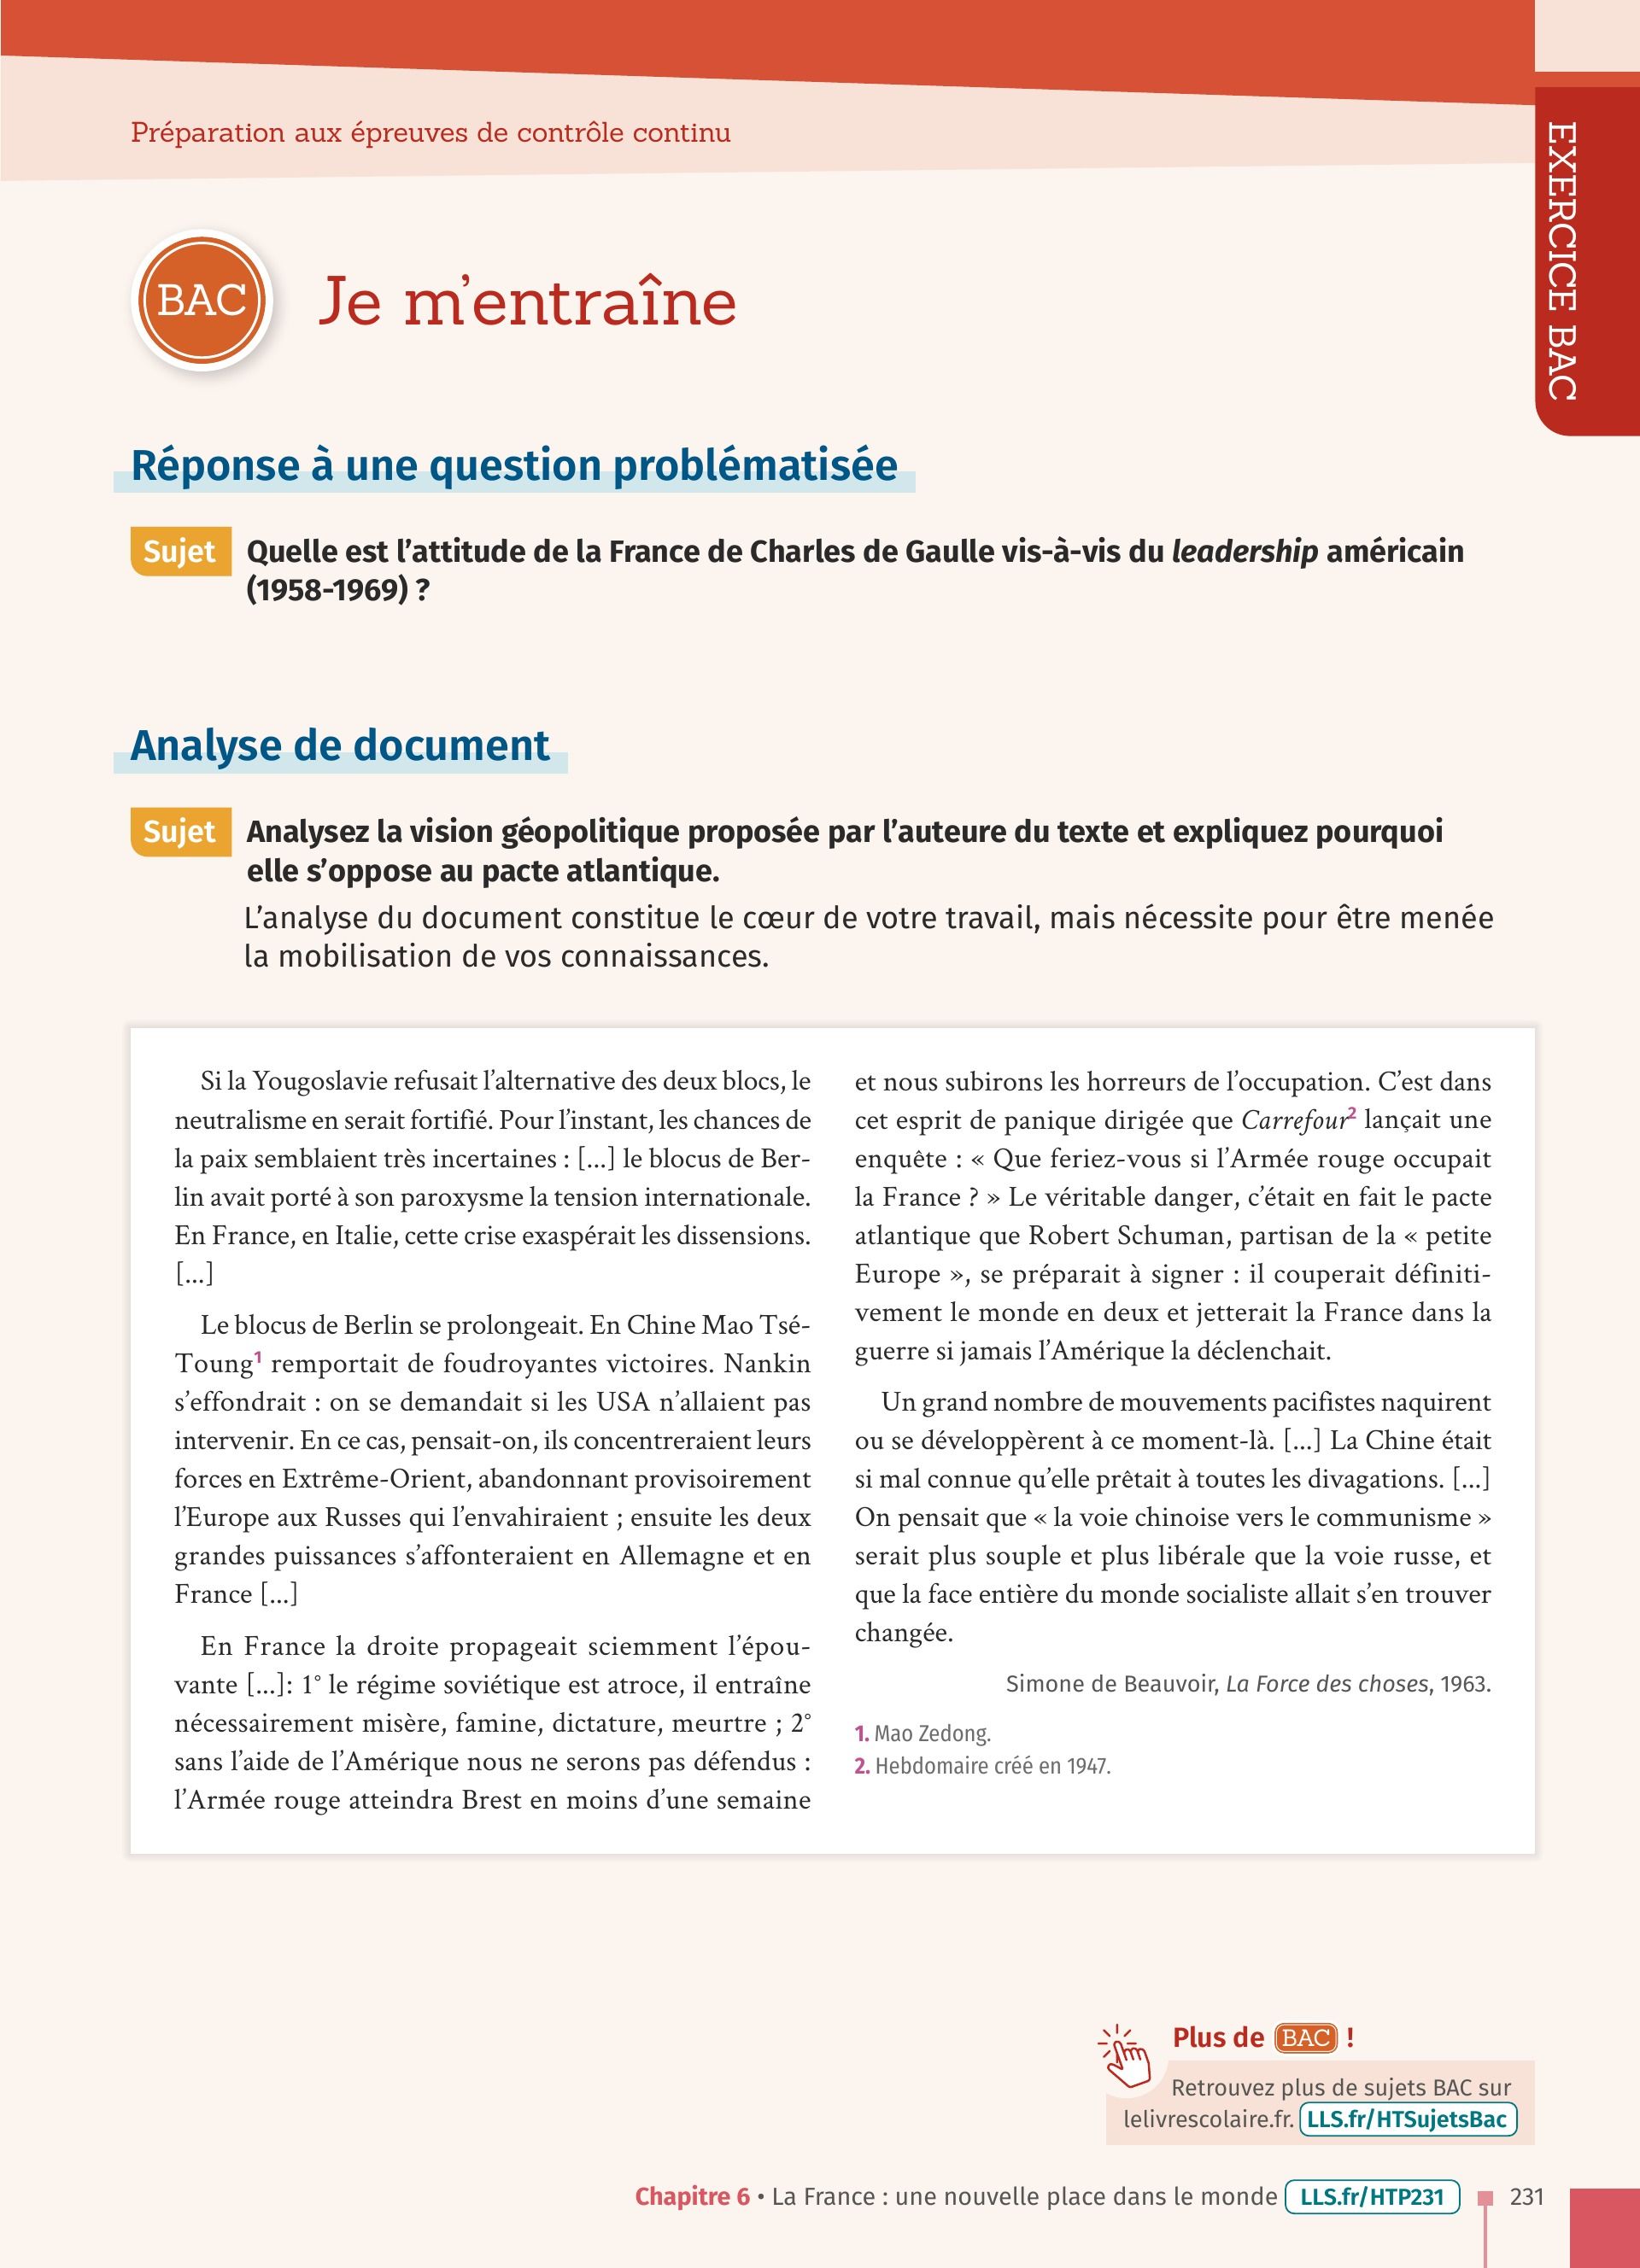 Préparation aux épreuves de contrôle continu
EXERCICE BAC
BAC
Je m'entraîne
Réponse à une question problématisée
Sujet
Quelle est l'attitude de la France de Charles de Gaulle vis-à-vis du leadership américain
(1958-1969) ?
Analyse de document
Sujet
Analysez la vision géopolitique proposée par l'auteure du texte et expliquez pourquoi
elle s'oppose au pacte atlantique.
L'analyse du document constitue le cœur de votre travail, mais nécessite pour être menée
la mobilisation de vos connaissances.
Si la Yougoslavie refusait l'alternative des deux blocs, le
neutralisme en serait fortifié. Pour l'instant, les chances de
la paix semblaient très incertaines : [...] le blocus de Ber-
lin avait porté à son paroxysme la tension internationale.
En France, en Italie, cette crise exaspérait les dissensions.
[...]
Le blocus de Berlin se prolongeait. En Chine Mao Tsé-
Toung1 remportait de foudroyantes victoires. Nankin
s'effondrait : on se demandait si les USA n'allaient pas
intervenir. En ce cas, pensait-on, ils concentreraient leurs
forces en Extrême-Orient, abandonnant provisoirement
l'Europe aux Russes qui l'envahiraient ; ensuite les deux
grandes puissances s'affonteraient en Allemagne et en
France [...]
En France la droite propageait sciemment l'épou-
vante [...]: 1° le régime soviétique est atroce, il entraîne
nécessairement misère, famine, dictature, meurtre ; 2°
sans l'aide de l'Amérique nous ne serons pas défendus :
l'Armée rouge atteindra Brest en moins d'une semaine
et nous subirons les horreurs de l'occupation. C'est dans
cet esprit de panique dirigée que Carrefour2 lançait une
enquête : « Que feriez-vous si l'Armée rouge occupait
la France ? » Le véritable danger, c'était en fait le pacte
atlantique que Robert Schuman, partisan de la « petite
Europe », se préparait à signer : il couperait définiti-
vement le monde en deux et jetterait la France dans la
guerre si jamais l'Amérique la déclenchait.
Un grand nombre de mouvements pacifistes naquirent
ou se développèrent à ce moment-là. [...] La Chine était
si mal connue qu'elle prêtait à toutes les divagations. [...]
On pensait que « la voie chinoise vers le communisme »
serait plus souple et plus libérale que la voie russe, et
que la face entière du monde socialiste allait s'en trouver
changée.
Simone de Beauvoir, La Force des choses, 1963.
1. Mao Zedong.
2. Hebdomaire créé en 1947.
Plus de BAC !
Retrouvez plus de sujets BAC sur
lelivrescolaire.fr. LLS.fr/HTSujetsBac
Chapitre 6 • La France : une nouvelle place dans le monde LLS.fr/HTP231 231